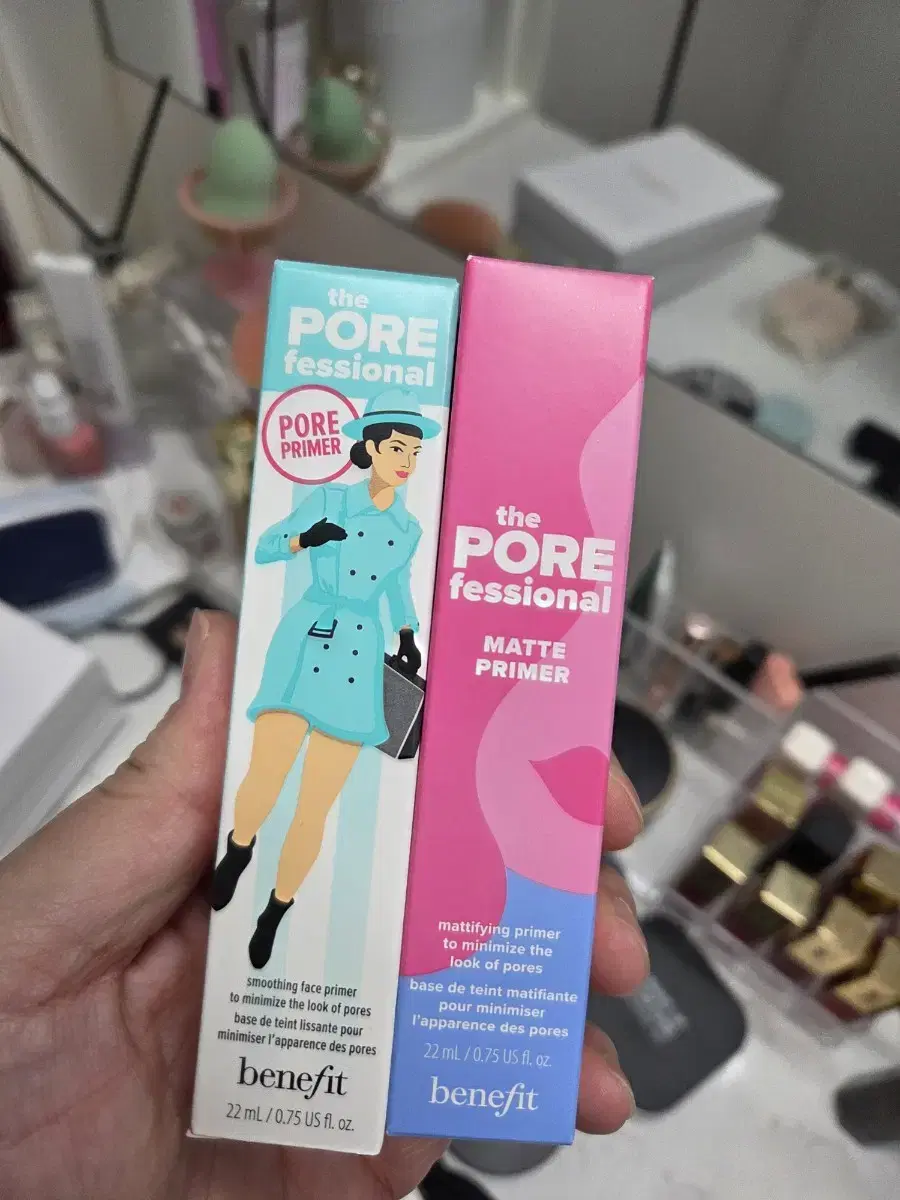 the
PORE
fessional
PORE
PRIMER
smoothing face primer
to minimize the look of pores
base de teint lissante pour
minimiser l'apparence des pores
benefit
22 mL / 0.75 US fl. oz.
the
PORE
fessional
MATTE
PRIMER
mattifying primer
to minimize the
look of pores
base de teint matifiante
pour minimiser
l'apparence des pores
22 mL / 0.75 US fl. oz.
benefit